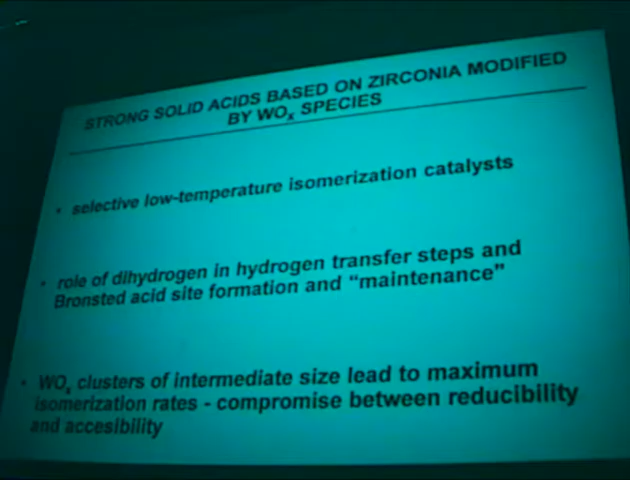 STRONG SOLID ACIDS BASED ON ZIRCONIA MODIFIED
BY WOx SPECIES
• selective low-temperature isomerization catalysts
• role of dihydrogen in hydrogen transfer steps and
Bronsted acid site formation and "maintenance"
• WOx clusters of intermediate size lead to maximum
isomerization rates - compromise between reducibility
and accesibility